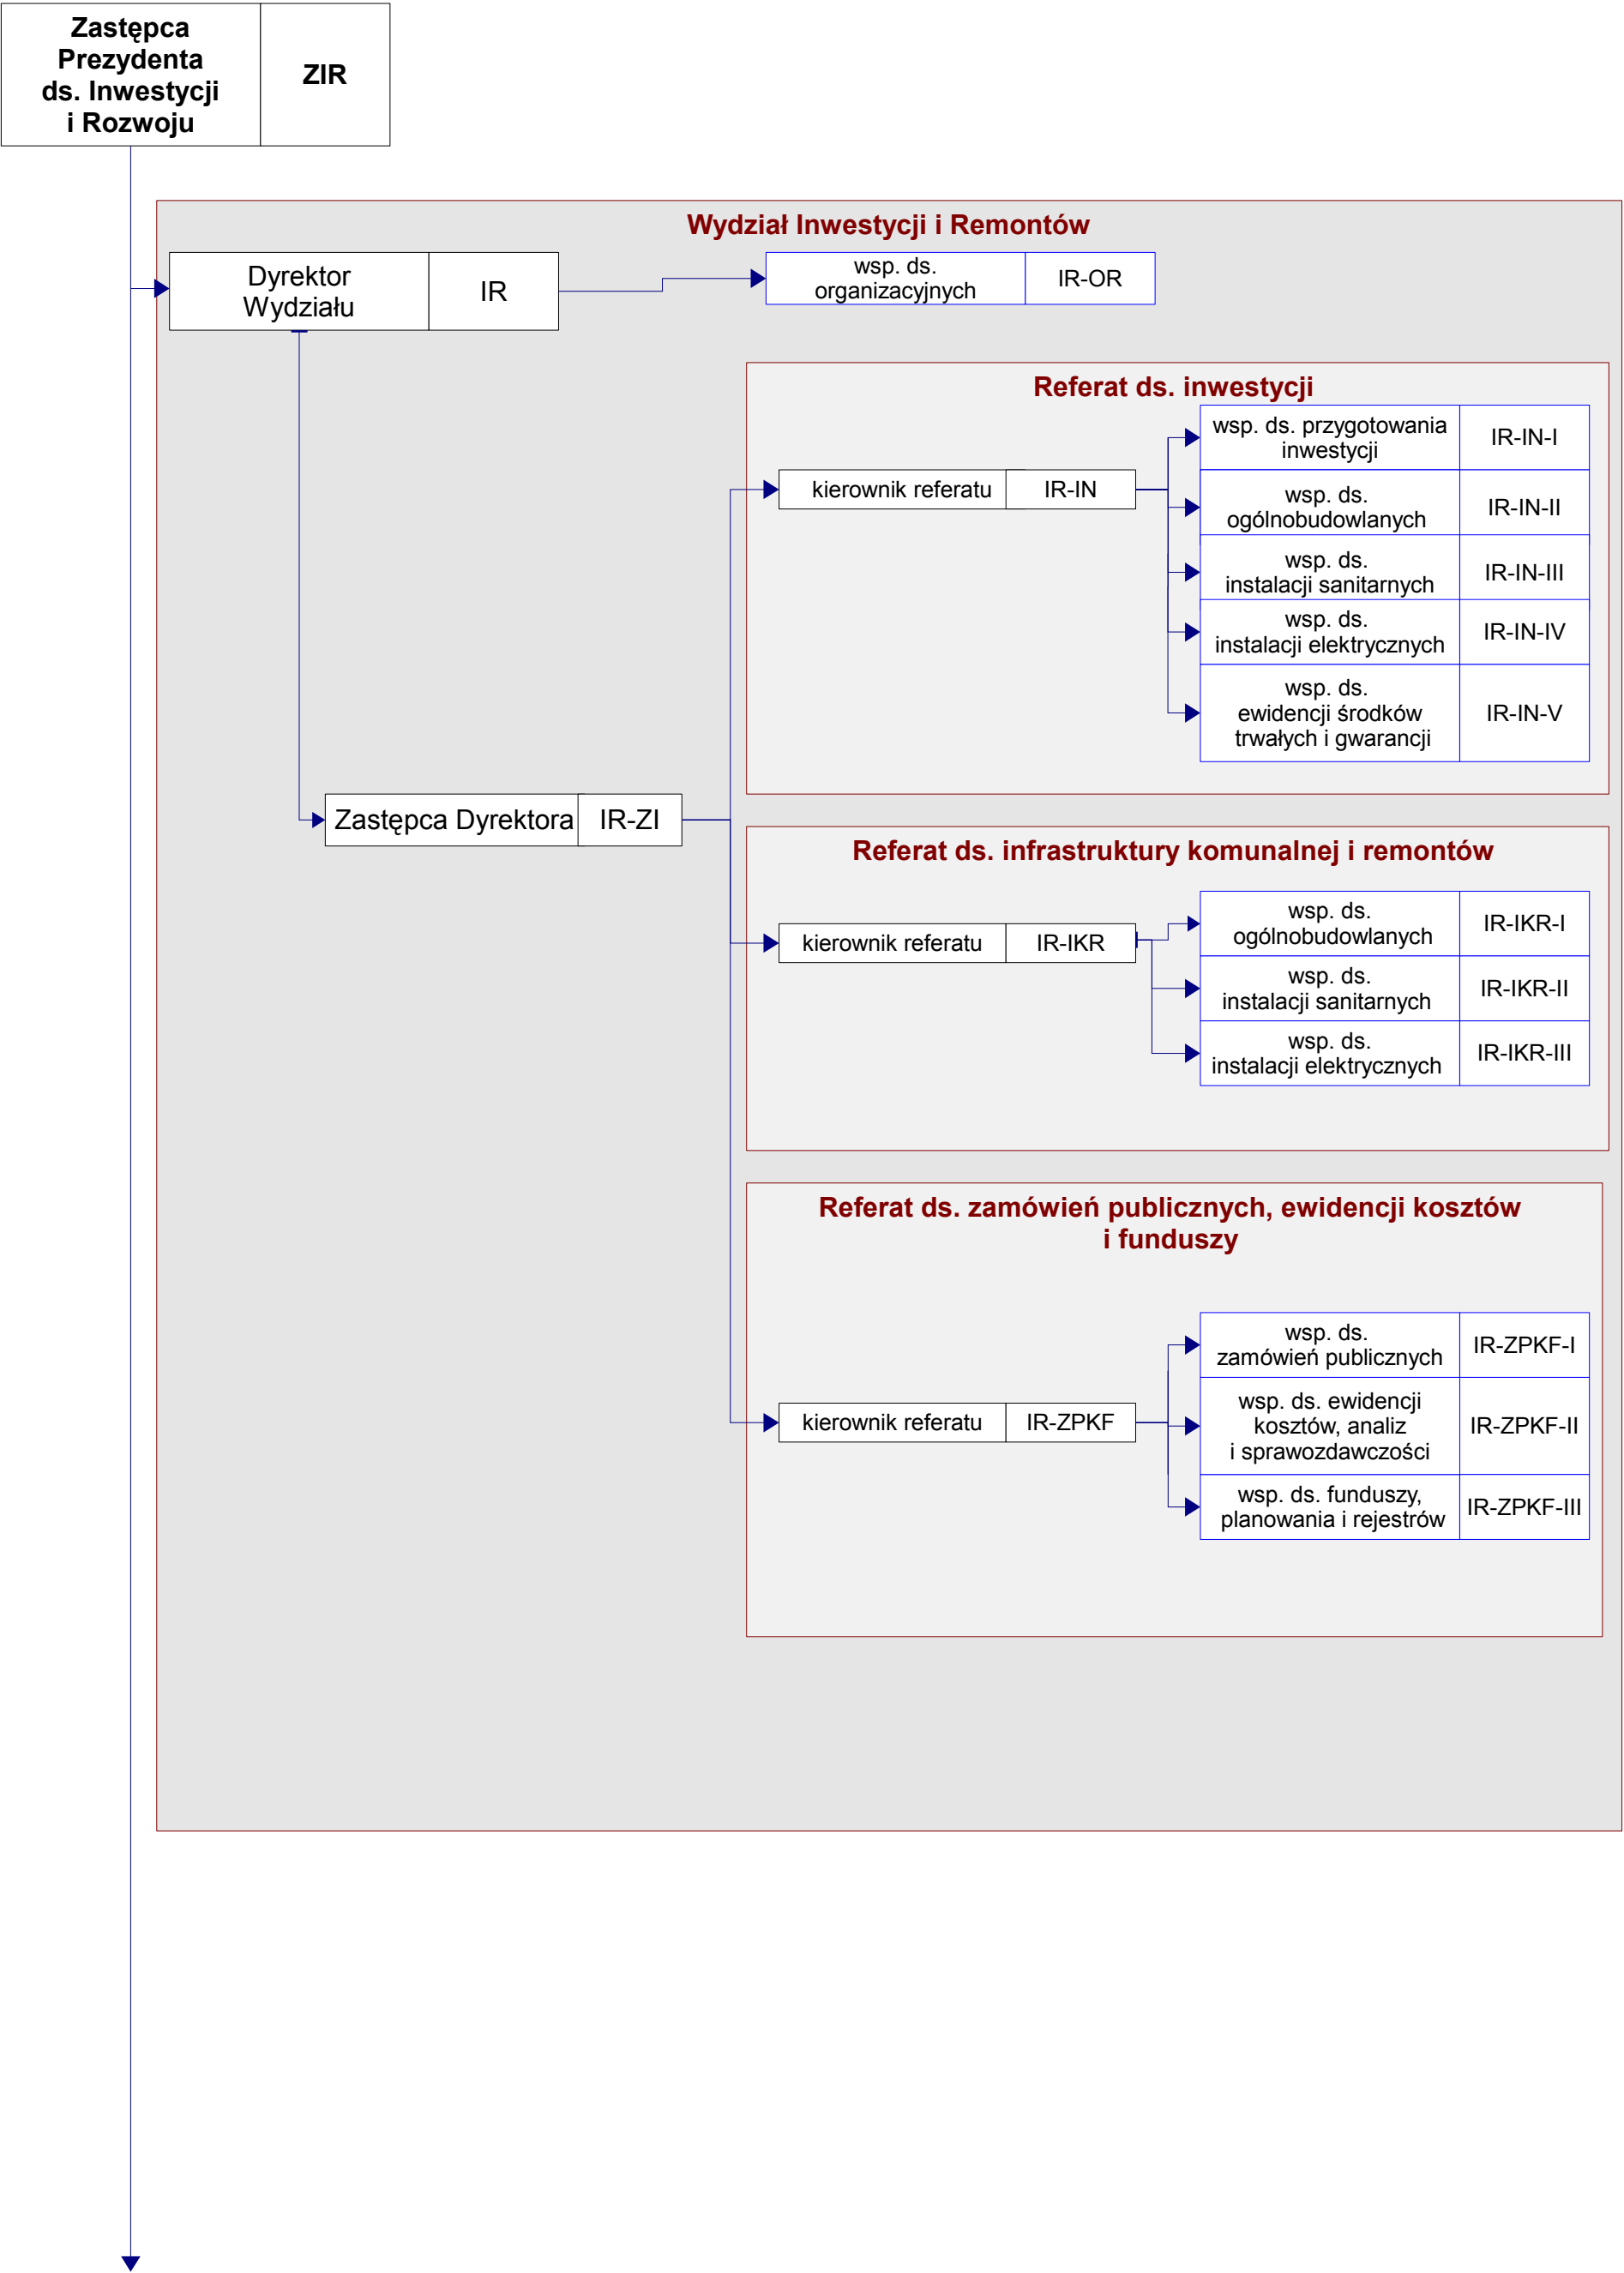 Zastępca
Prezydenta
ds. Inwestycji
i Rozwoju
ZIR
Wydział Inwestycji i Remontów
Dyrektor
Wydziału
IR
wsp. ds.
organizacyjnych
IR-OR
Referat ds. inwestycji
kierownik referatu
IR-IN
wsp. ds. przygotowania
inwestycji
IR-IN-I
wsp. ds.
ogólnobudowlanych
IR-IN-II
wsp. ds.
instalacji sanitarnych
IR-IN-III
wsp. ds.
instalacji elektrycznych
IR-IN-IV
wsp. ds.
ewidencji środków
trwałych i gwarancji
IR-IN-V
Zastępca Dyrektora
IR-ZI
Referat ds. infrastruktury komunalnej i remontów
kierownik referatu
IR-IKR
wsp. ds.
ogólnobudowlanych
IR-IKR-I
wsp. ds.
instalacji sanitarnych
IR-IKR-II
wsp. ds.
instalacji elektrycznych
IR-IKR-III
Referat ds. zamówień publicznych, ewidencji kosztów
i funduszy
kierownik referatu
IR-ZPKF
wsp. ds.
zamówień publicznych
IR-ZPKF-I
wsp. ds. ewidencji
kosztów, analiz
i sprawozdawczości
IR-ZPKF-II
wsp. ds. funduszy,
planowania i rejestrów
IR-ZPKF-III